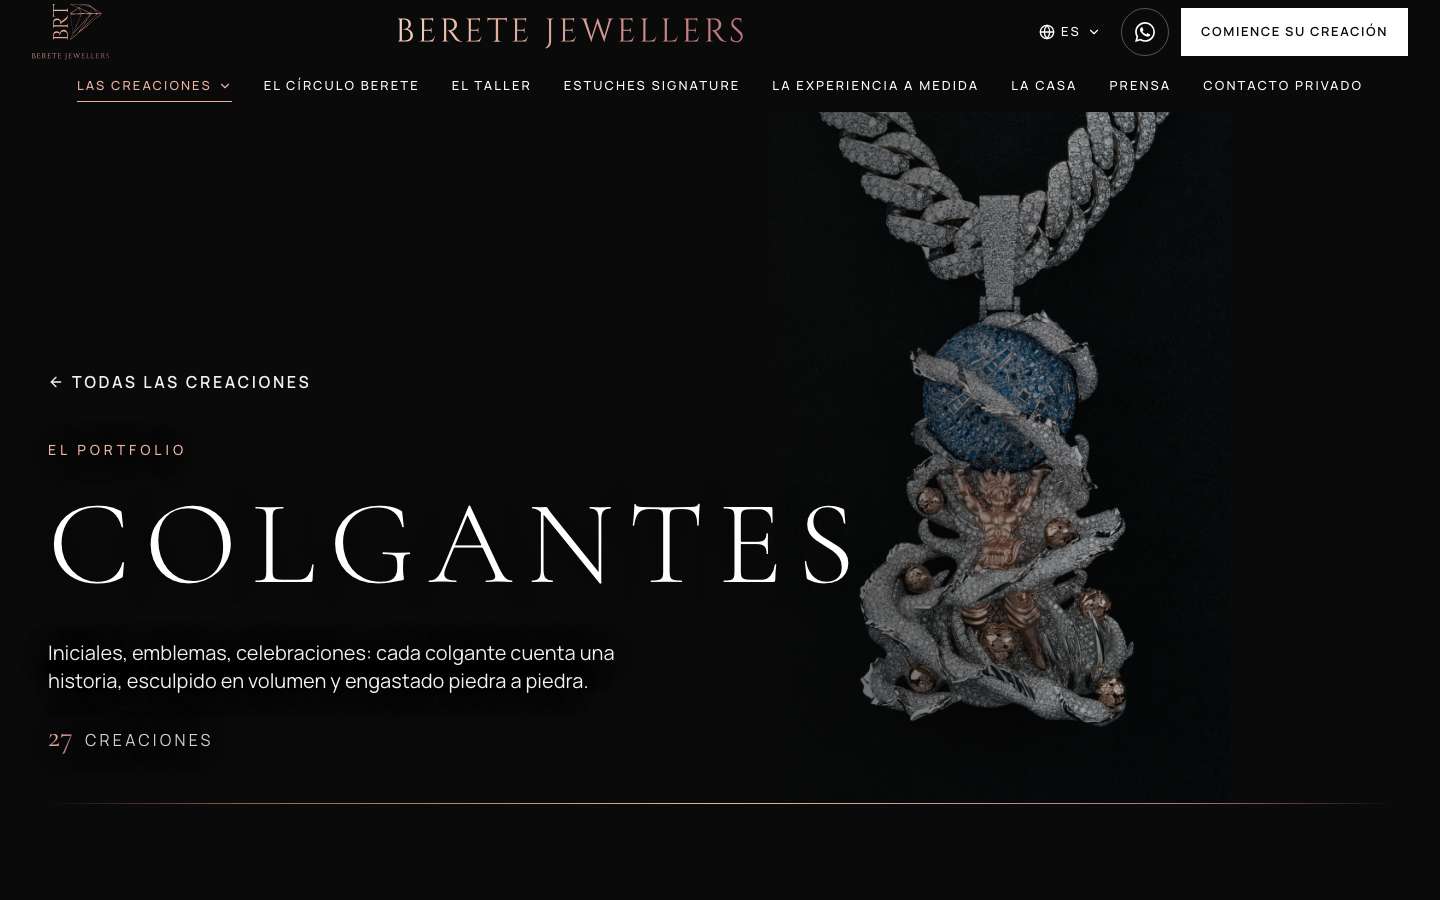 BRT
BERETE JEWELLERS
BERETE JEWELLERS
ES
COMIENCE SU CREACIÓN
LAS CREACIONES
EL CÍRCULO BERETE
EL TALLER
ESTUCHES SIGNATURE
LA EXPERIENCIA A MEDIDA
LA CASA
PRENSA
CONTACTO PRIVADO
← TODAS LAS CREACIONES
EL PORTFOLIO
COLGANTES
Iniciales, emblemas, celebraciones: cada colgante cuenta una
historia, esculpido en volumen y engastado piedra a piedra.
27 CREACIONES